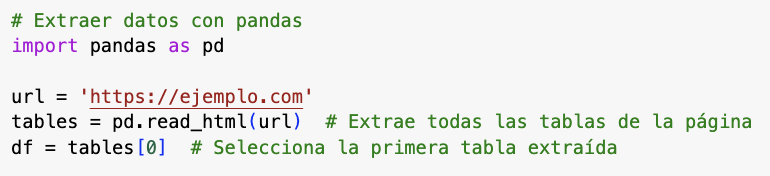 # Extraer datos con pandas
import pandas as pd
url = 'https://ejemplo.com'
tables = pd.read_html(url)  # Extrae todas las tablas de la página
df = tables[0]  # Selecciona la primera tabla extraída